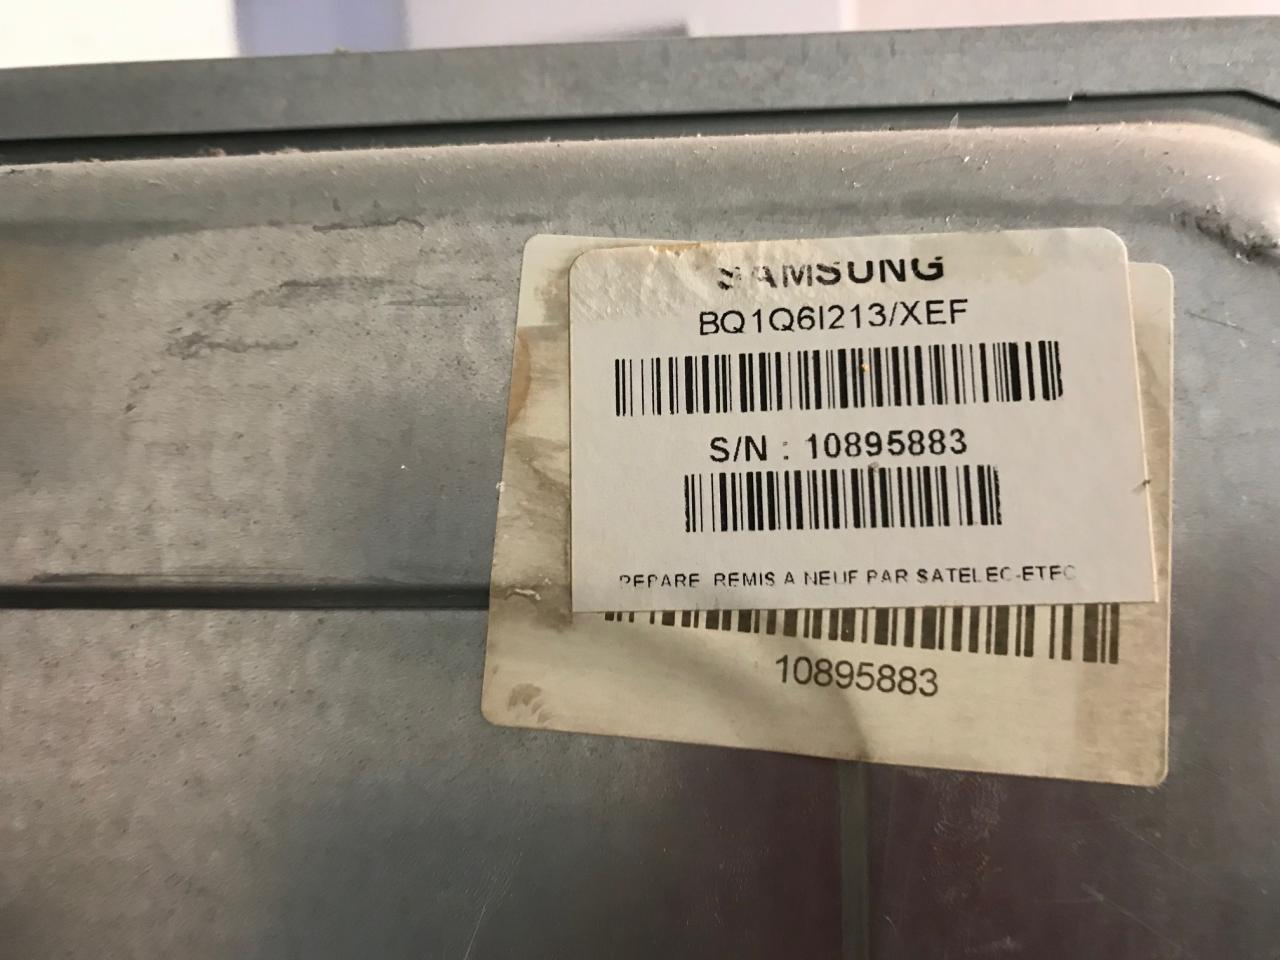 SAMSUNG
BQ1Q6I213/XEF
S/N : 10895883
REPARE REMIS A NEUF PAR SATELEC-ETEC
10895883